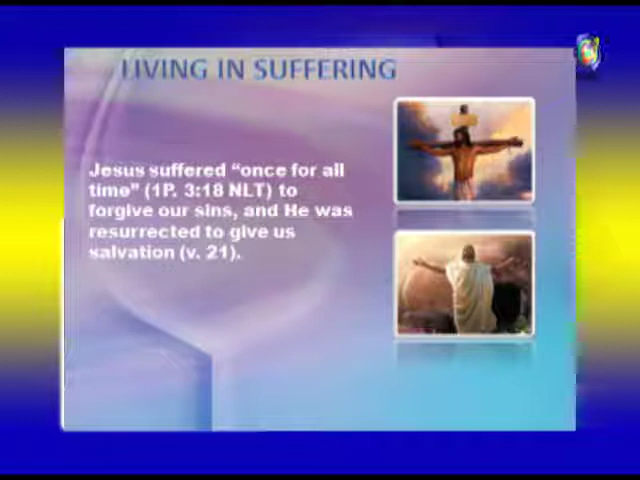 LIVING IN SUFFERING
Jesus suffered “once for all
time” (1P. 3:18 NLT) to
forgive our sins, and He was
resurrected to give us
salvation (v. 21).